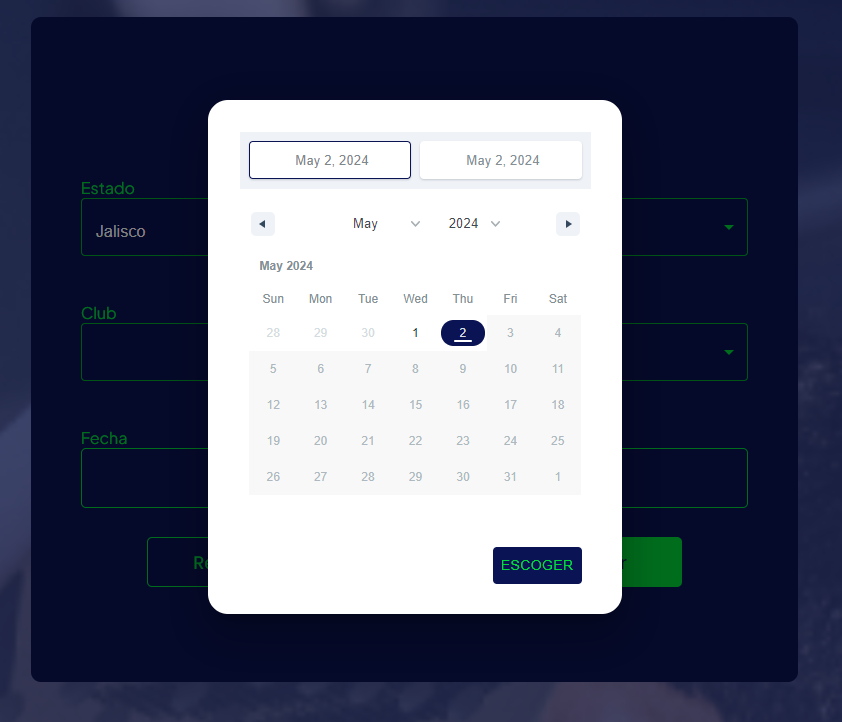 May 2, 2024 May 2, 2024
Estado
May 2024
Jalisco
May 2024
Sun Mon Tue Wed Thu Fri Sat
Club
28 29 30 1 2 3 4
5 6 7 8 9 10 11
12 13 14 15 16 17 18
19 20 21 22 23 24 25
Fecha
26 27 28 29 30 31 1
ESCOGER